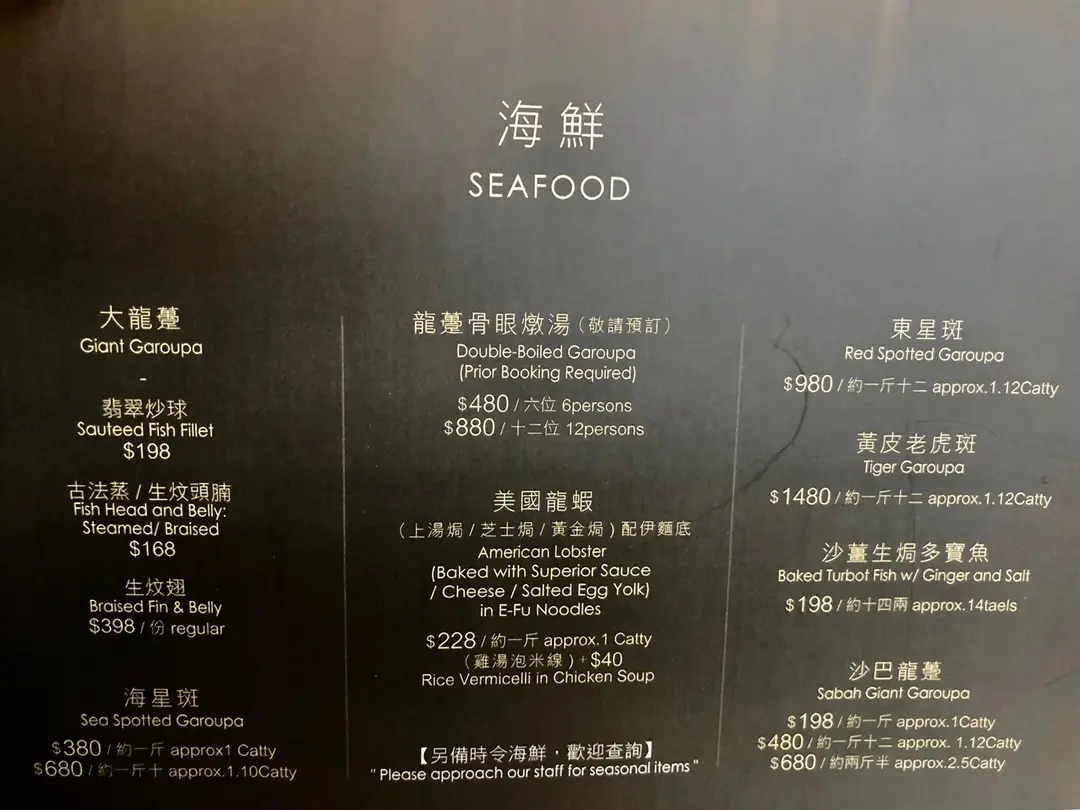 海鮮
SEAFOOD
大龍躉
Giant Garoupa
-
翡翠炒球
Sauteed Fish Fillet
$198
古法蒸 / 生炆頭腩
Fish Head and Belly:
Steamed/ Braised
$168
生炆翅
Braised Fin & Belly
$398 / 份 regular
海星斑
Sea Spotted Garoupa
$380 / 約一斤 approx1 Catty
$680 / 約一斤十 approx.1.10Catty
龍躉骨眼燉湯（敬請預訂）
Double-Boiled Garoupa
(Prior Booking Required)
$480 / 六位 6persons
$880 / 十二位 12persons
美國龍蝦
（上湯焗 / 芝士焗 / 黃金焗）配伊麵底
American Lobster
(Baked with Superior Sauce
/ Cheese / Salted Egg Yolk)
in E-Fu Noodles
$228 / 約一斤 approx.1 Catty
（雞湯泡米線）+ $40
Rice Vermicelli in Chicken Soup
【另備時令海鮮，歡迎查詢】
" Please approach our staff for seasonal items "
東星斑
Red Spotted Garoupa
$980 / 約一斤十二 approx.1.12Catty
黃皮老虎斑
Tiger Garoupa
$1480 / 約一斤十二 approx.1.12Catty
沙薑生焗多寶魚
Baked Turbot Fish w/ Ginger and Salt
$198 / 約十四兩 approx.14taels
沙巴龍躉
Sabah Giant Garoupa
$198 / 約一斤 approx.1Catty
$480 / 約一斤十二 approx. 1.12Catty
$680 / 約兩斤半 approx.2.5Catty